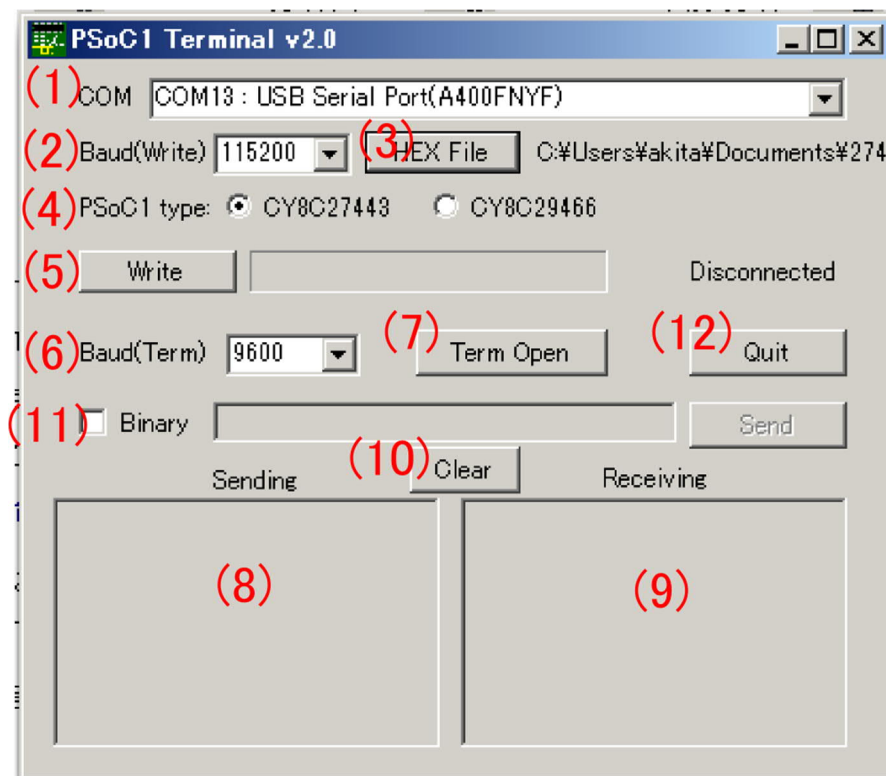 PSoC1 Terminal v2.0
(1) COM COM13 : USB Serial Port(A400FNYF)
(2) Baud(Write) 115200 (3) HEX File C:¥Users¥akita¥Documents¥274
(4) PSoC1 type: CY8C27443 CY8C29466
(5) Write Disconnected
(6) Baud(Term) 9600 (7) Term Open (12) Quit
(11) Binary Send
Sending (10) Clear Receiving
(8) (9)